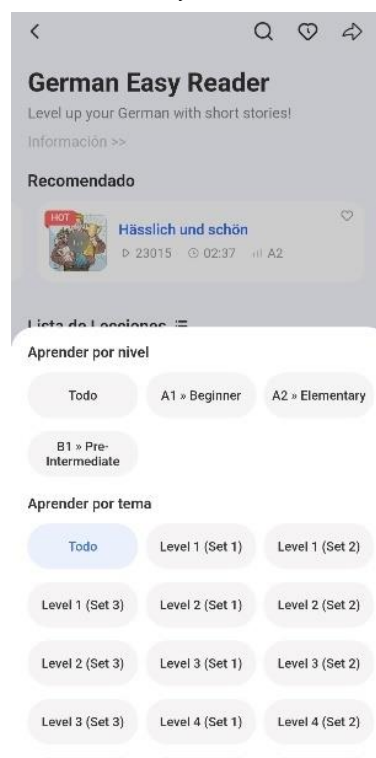 German Easy Reader
Level up your German with short stories!
Información >>
Recomendado
HOT
Hässlich und schön
23015 02:37 A2
Lista de Lecciones
Aprender por nivel
Todo A1 » Beginner A2 » Elementary
B1 » Pre-
Intermediate
Aprender por tema
Todo Level 1 (Set 1) Level 1 (Set 2)
Level 1 (Set 3) Level 2 (Set 1) Level 2 (Set 2)
Level 2 (Set 3) Level 3 (Set 1) Level 3 (Set 2)
Level 3 (Set 3) Level 4 (Set 1) Level 4 (Set 2)